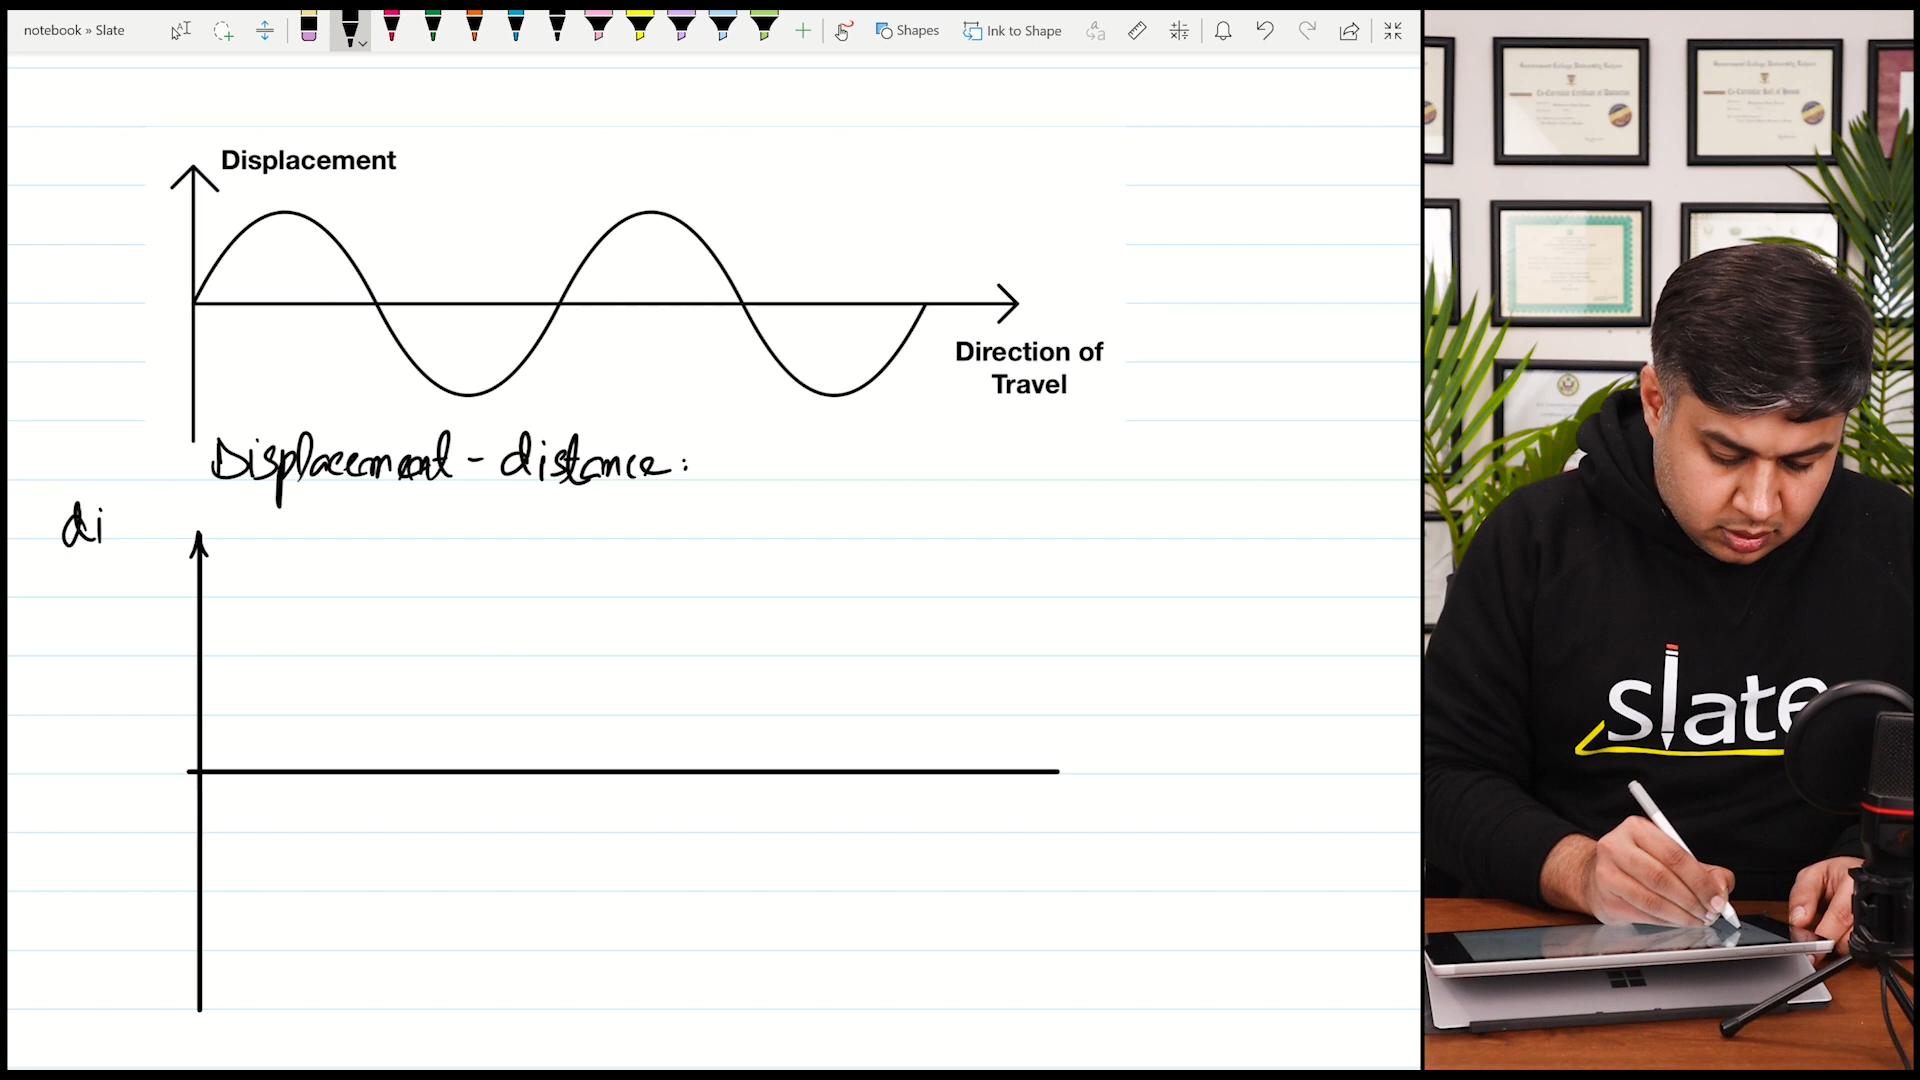 notebook » Slate
Shapes
Ink to Shape
Displacement
Direction of
Travel
Displacement - distance:
di
slate